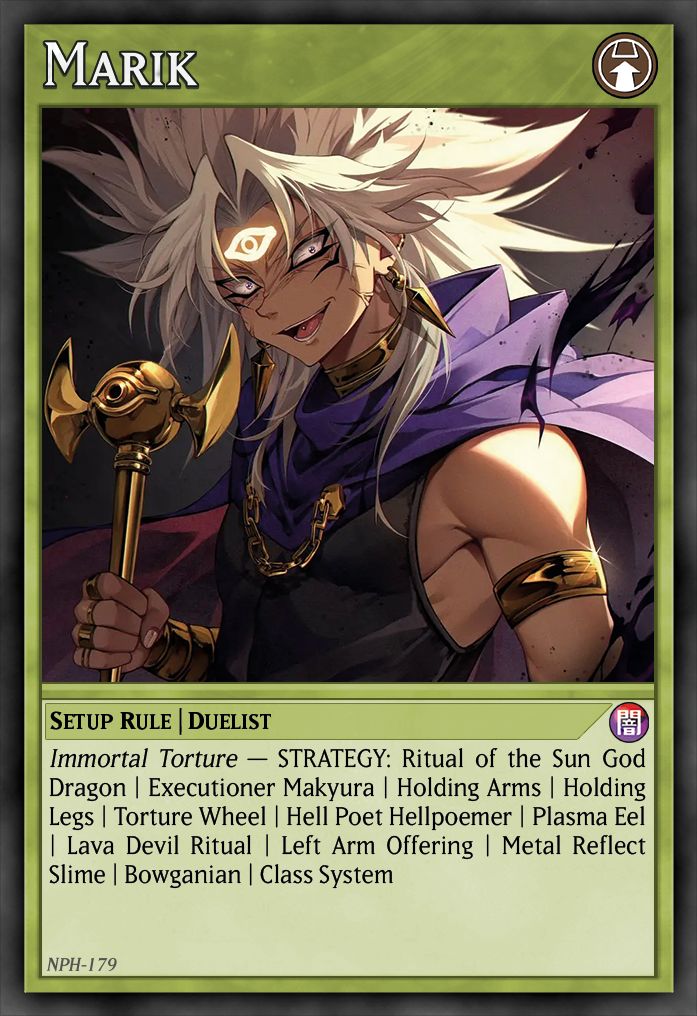 Marik
Setup Rule | Duelist
闇
Immortal Torture — STRATEGY: Ritual of the Sun God
Dragon | Executioner Makyura | Holding Arms | Holding
Legs | Torture Wheel | Hell Poet Hellpoemer | Plasma Eel
| Lava Devil Ritual | Left Arm Offering | Metal Reflect
Slime | Bowganian | Class System
NPH-179